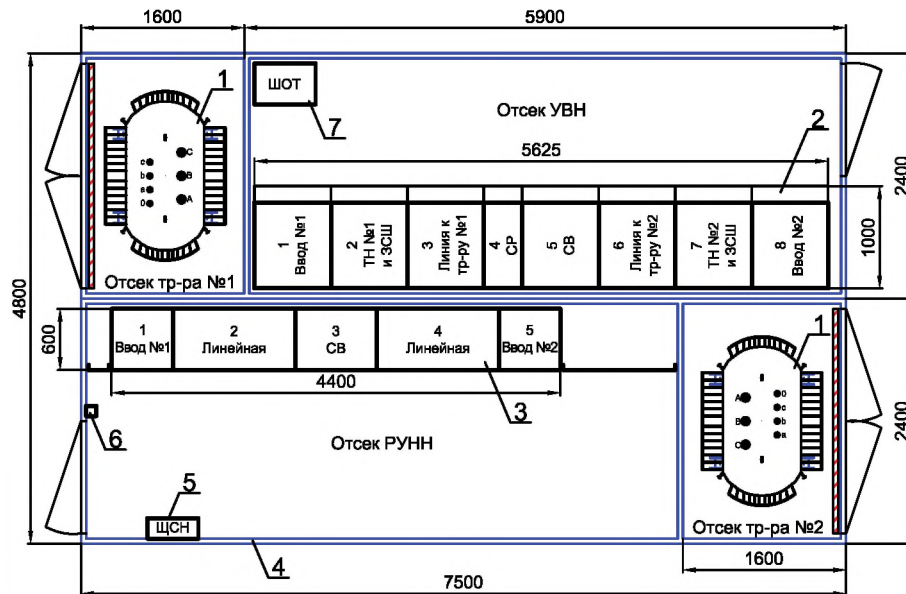 1600
5900
1
ШОТ
7
Отсек УВН
2
5625
c
b
a
0
C
B
A
2400
4800
1
Ввод №1
2
ТН №1
и ЗСШ
3
Линия к
тр-ру №1
4
СР
5
СВ
6
Линия к
тр-ру №2
7
ТН №2
и ЗСШ
8
Ввод №2
1000
Отсек тр-ра №1
600
1
Ввод №1
2
Линейная
3
СВ
4
Линейная
5
Ввод №2
4400
3
1
6
Отсек РУНН
A
B
C
0
c
b
a
2400
5
ЩСН
4
Отсек тр-ра №2
1600
7500